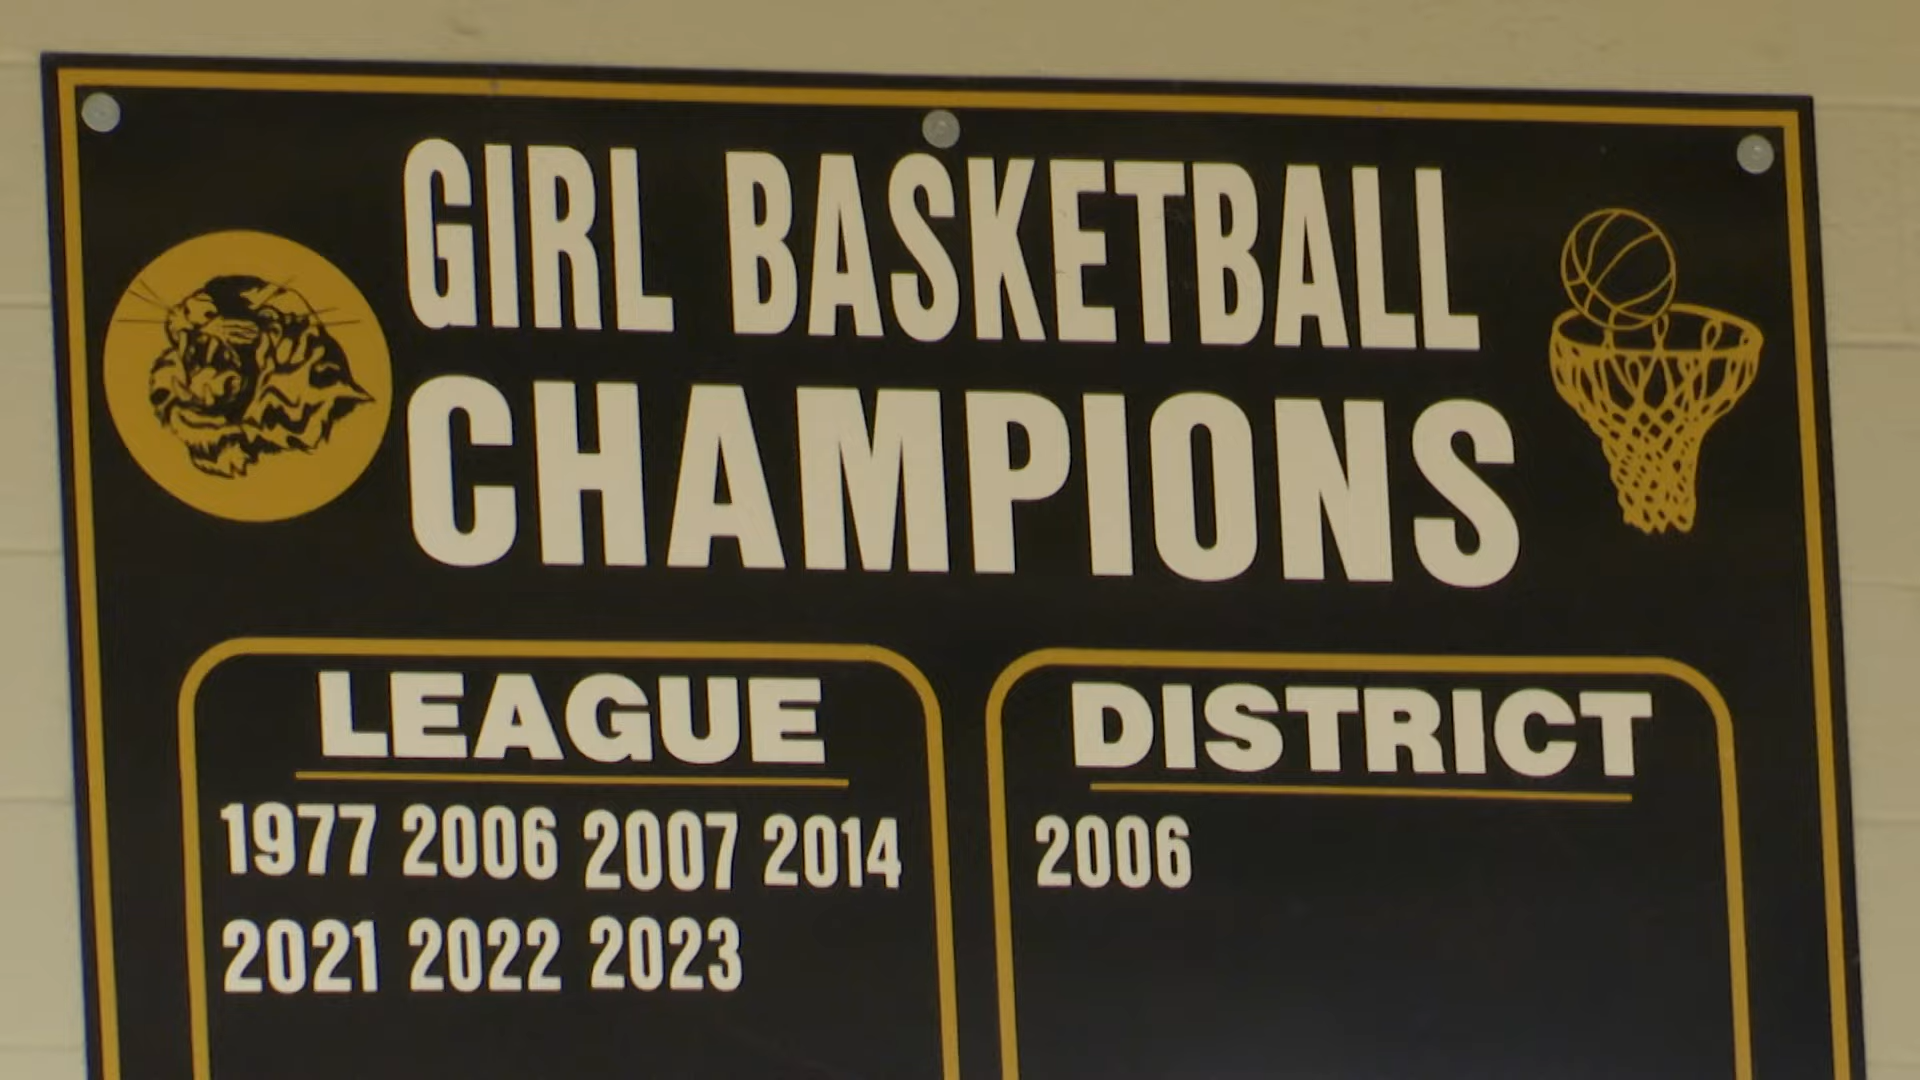 GIRL BASKETBALL
CHAMPIONS
LEAGUE
1977 2006 2007 2014
2021 2022 2023
DISTRICT
2006